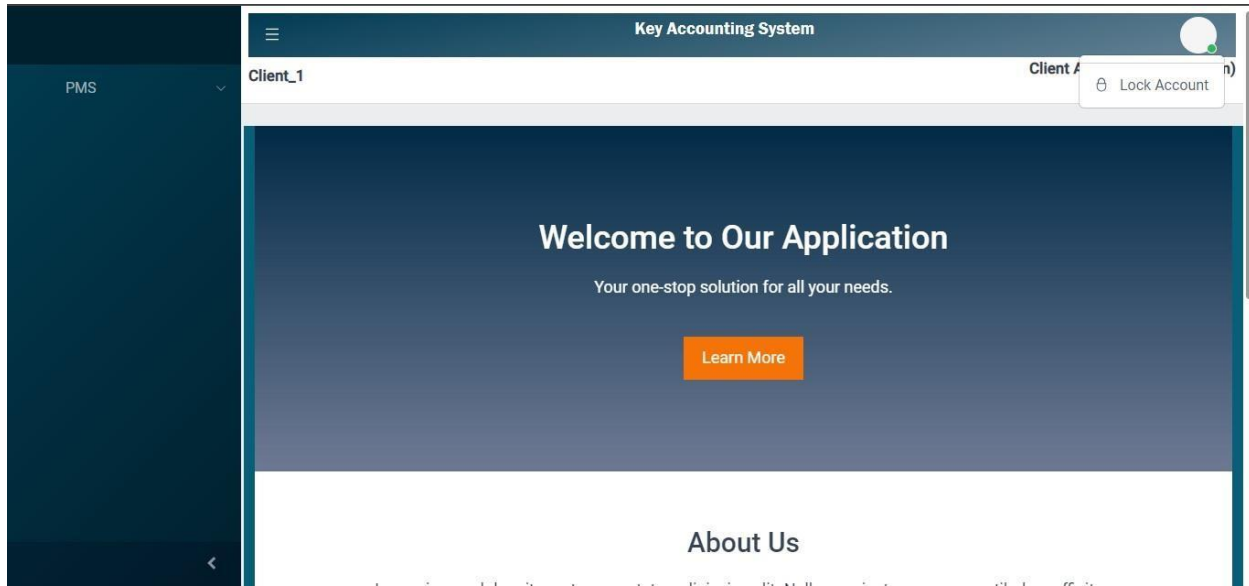 Key Accounting System
PMS
Client_1
Client
Lock Account
Welcome to Our Application
Your one-stop solution for all your needs.
Learn More
About Us